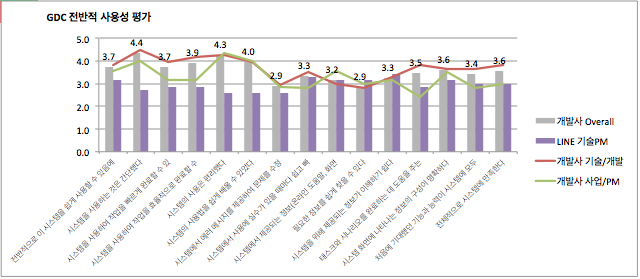 GDC 전반적 사용성 평가
5.0
4.0
3.0
2.0
1.0
0.0
3.7
4.4
3.7
3.9
4.3
4.0
2.9
3.3
3.2
2.9
3.3
3.5
3.6
3.4
3.6
개발사 Overall
LINE 기술PM
개발사 기술/개발
개발사 사업/PM
전반적으로 이 시스템을 쉽게 사용할 수 있음에
시스템을 사용하는 것은 간단했다
시스템을 사용하여 작업을 빠르게 완료할 수 있
시스템을 사용하여 작업을 효율적으로 완료할 수
시스템의 사용은 편리했다
시스템의 사용법을 쉽게 배울 수 있었다
시스템에서 에러 메시지를 제공하여 문제를 수정
시스템에서 사용에 실수가 있을 때마다 쉽고 빠
시스템에서 제공되는 정보(온라인 도움말, 화면
필요한 정보를 쉽게 찾을 수 있다
시스템을 위해 제공되는 정보가 이해하기 쉽다
태스크와 시나리오를 완료하는 데 도움을 주는
시스템 화면에 나타나는 정보의 구성이 명확하다
처음에 기대했던 기능과 능력이 시스템에 모두
전체적으로 시스템에 만족한다